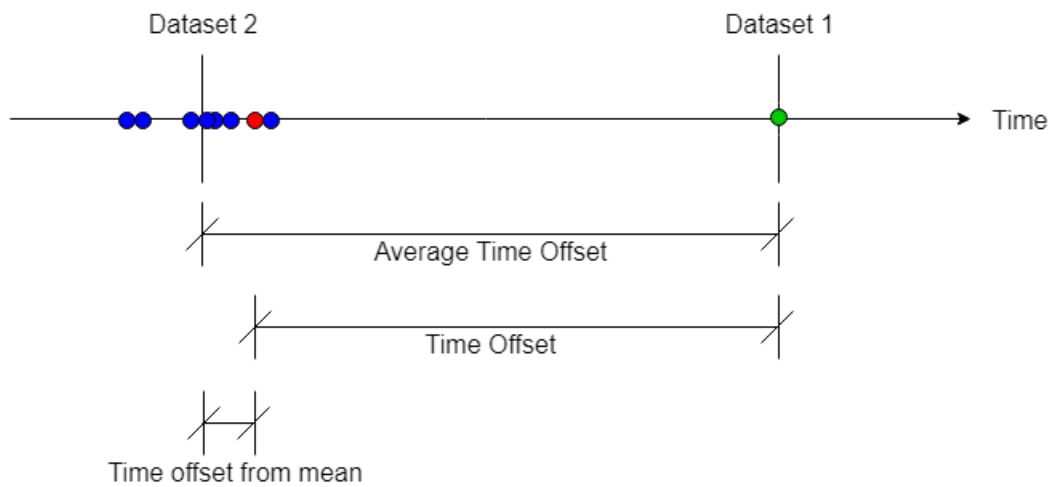 Dataset 2
Dataset 1
Time
Average Time Offset
Time Offset
Time offset from mean